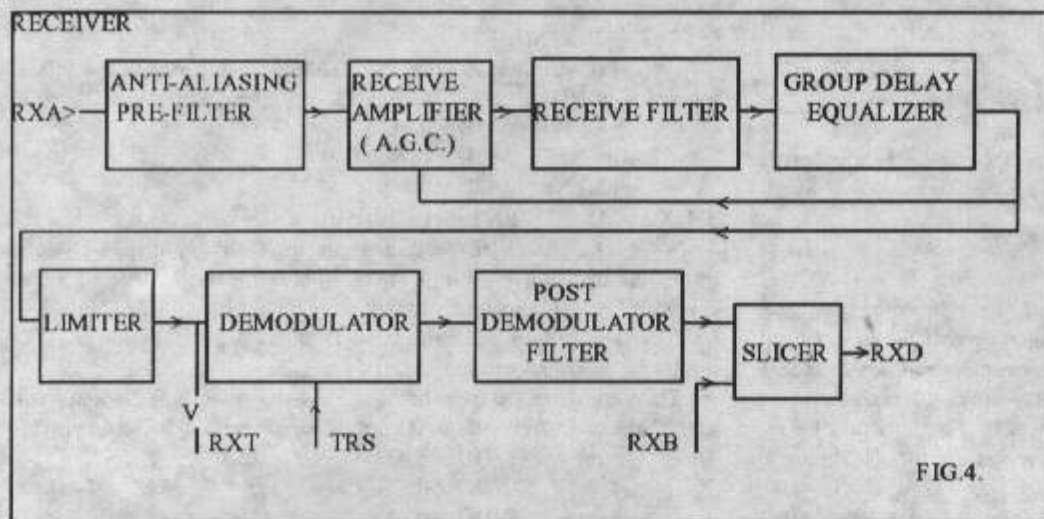 RECEIVER
RXA>
ANTI-ALIASING
PRE-FILTER
RECEIVE
AMPLIFIER
( A.G.C.)
RECEIVE FILTER
GROUP DELAY
EQUALIZER
LIMITER
DEMODULATOR
POST
DEMODULATOR
FILTER
SLICER
RXD
V
RXT
TRS
RXB
FIG.4.